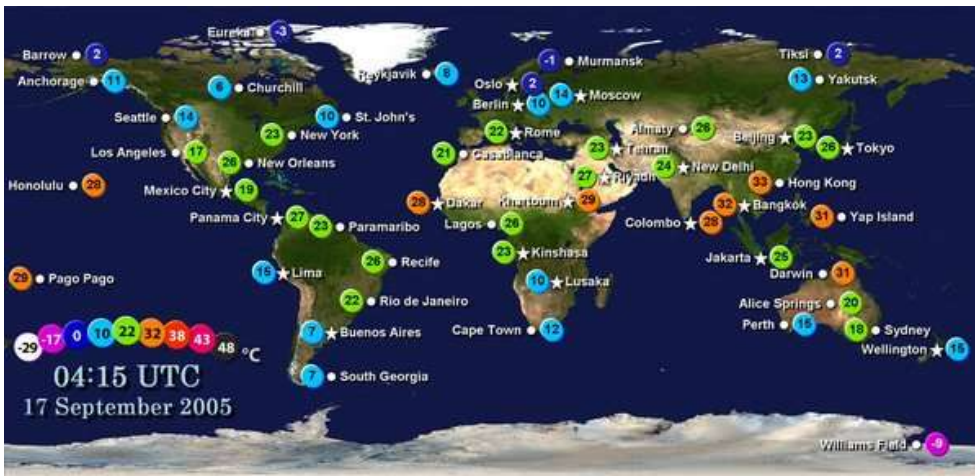 Eureka -3
Barrow 2
Tiksi 2
-1 Murmansk
Anchorage 11
6 Churchill
Reykjavik 8
Oslo 2
14 Moscow
13 Yakutsk
Berlin 10
Seattle 14
10 St. John's
23 New York
22 Rome
Almaty 26
Beijing 23
26 Tokyo
Los Angeles 17
26 New Orleans
21 Casablanca
23 Tehran
24 New Delhi
27 Riyadh
33 Hong Kong
Honolulu 28
Mexico City 19
28 Dakar
Khartoum 29
32 Bangkok
Panama City 27
23 Paramaribo
Lagos 26
Colombo 28
31 Yap Island
26 Recife
23 Kinshasa
Jakarta 25
29 Pago Pago
15 Lima
10 Lusaka
Darwin 31
22 Rio de Janeiro
Alice Springs 20
7 Buenos Aires
Cape Town 12
Perth 15
18 Sydney
Wellington 15
-29 -17 0 10 22 32 38 43 48 °C
04:15 UTC
17 September 2005
7 South Georgia
Williams Field -9